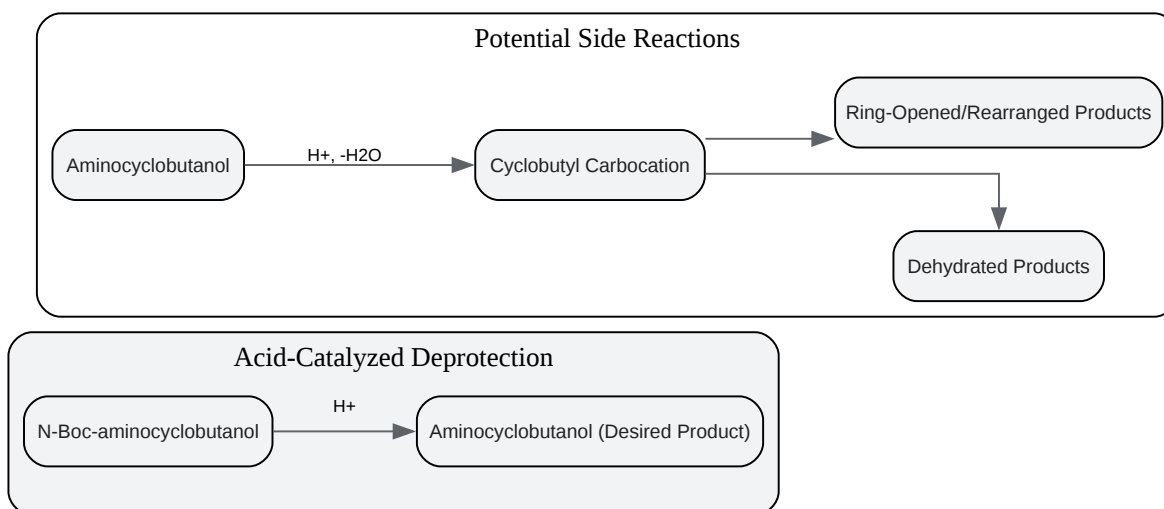 Potential Side Reactions
Ring-Opened/Rearranged Products
Aminocyclobutanol
H+, -H2O
Cyclobutyl Carbocation
Dehydrated Products
Acid-Catalyzed Deprotection
N-Boc-aminocyclobutanol
H+
Aminocyclobutanol (Desired Product)